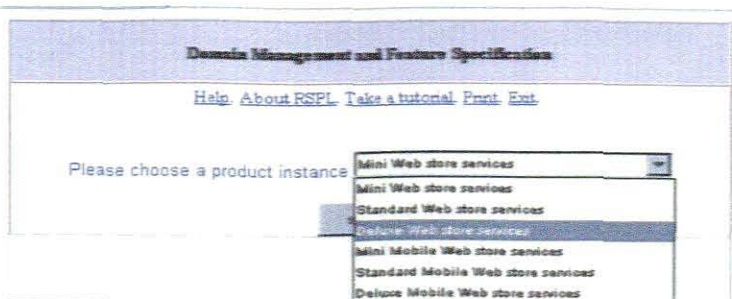 Domain Management and Feature Specification
Help. About RSPL. Take a tutorial. Print. Exit.
Please choose a product instance Mini Web store services
Mini Web store services
Standard Web store services
Deluxe Web store services
Mini Mobile Web store services
Standard Mobile Web store services
Deluxe Mobile Web store services